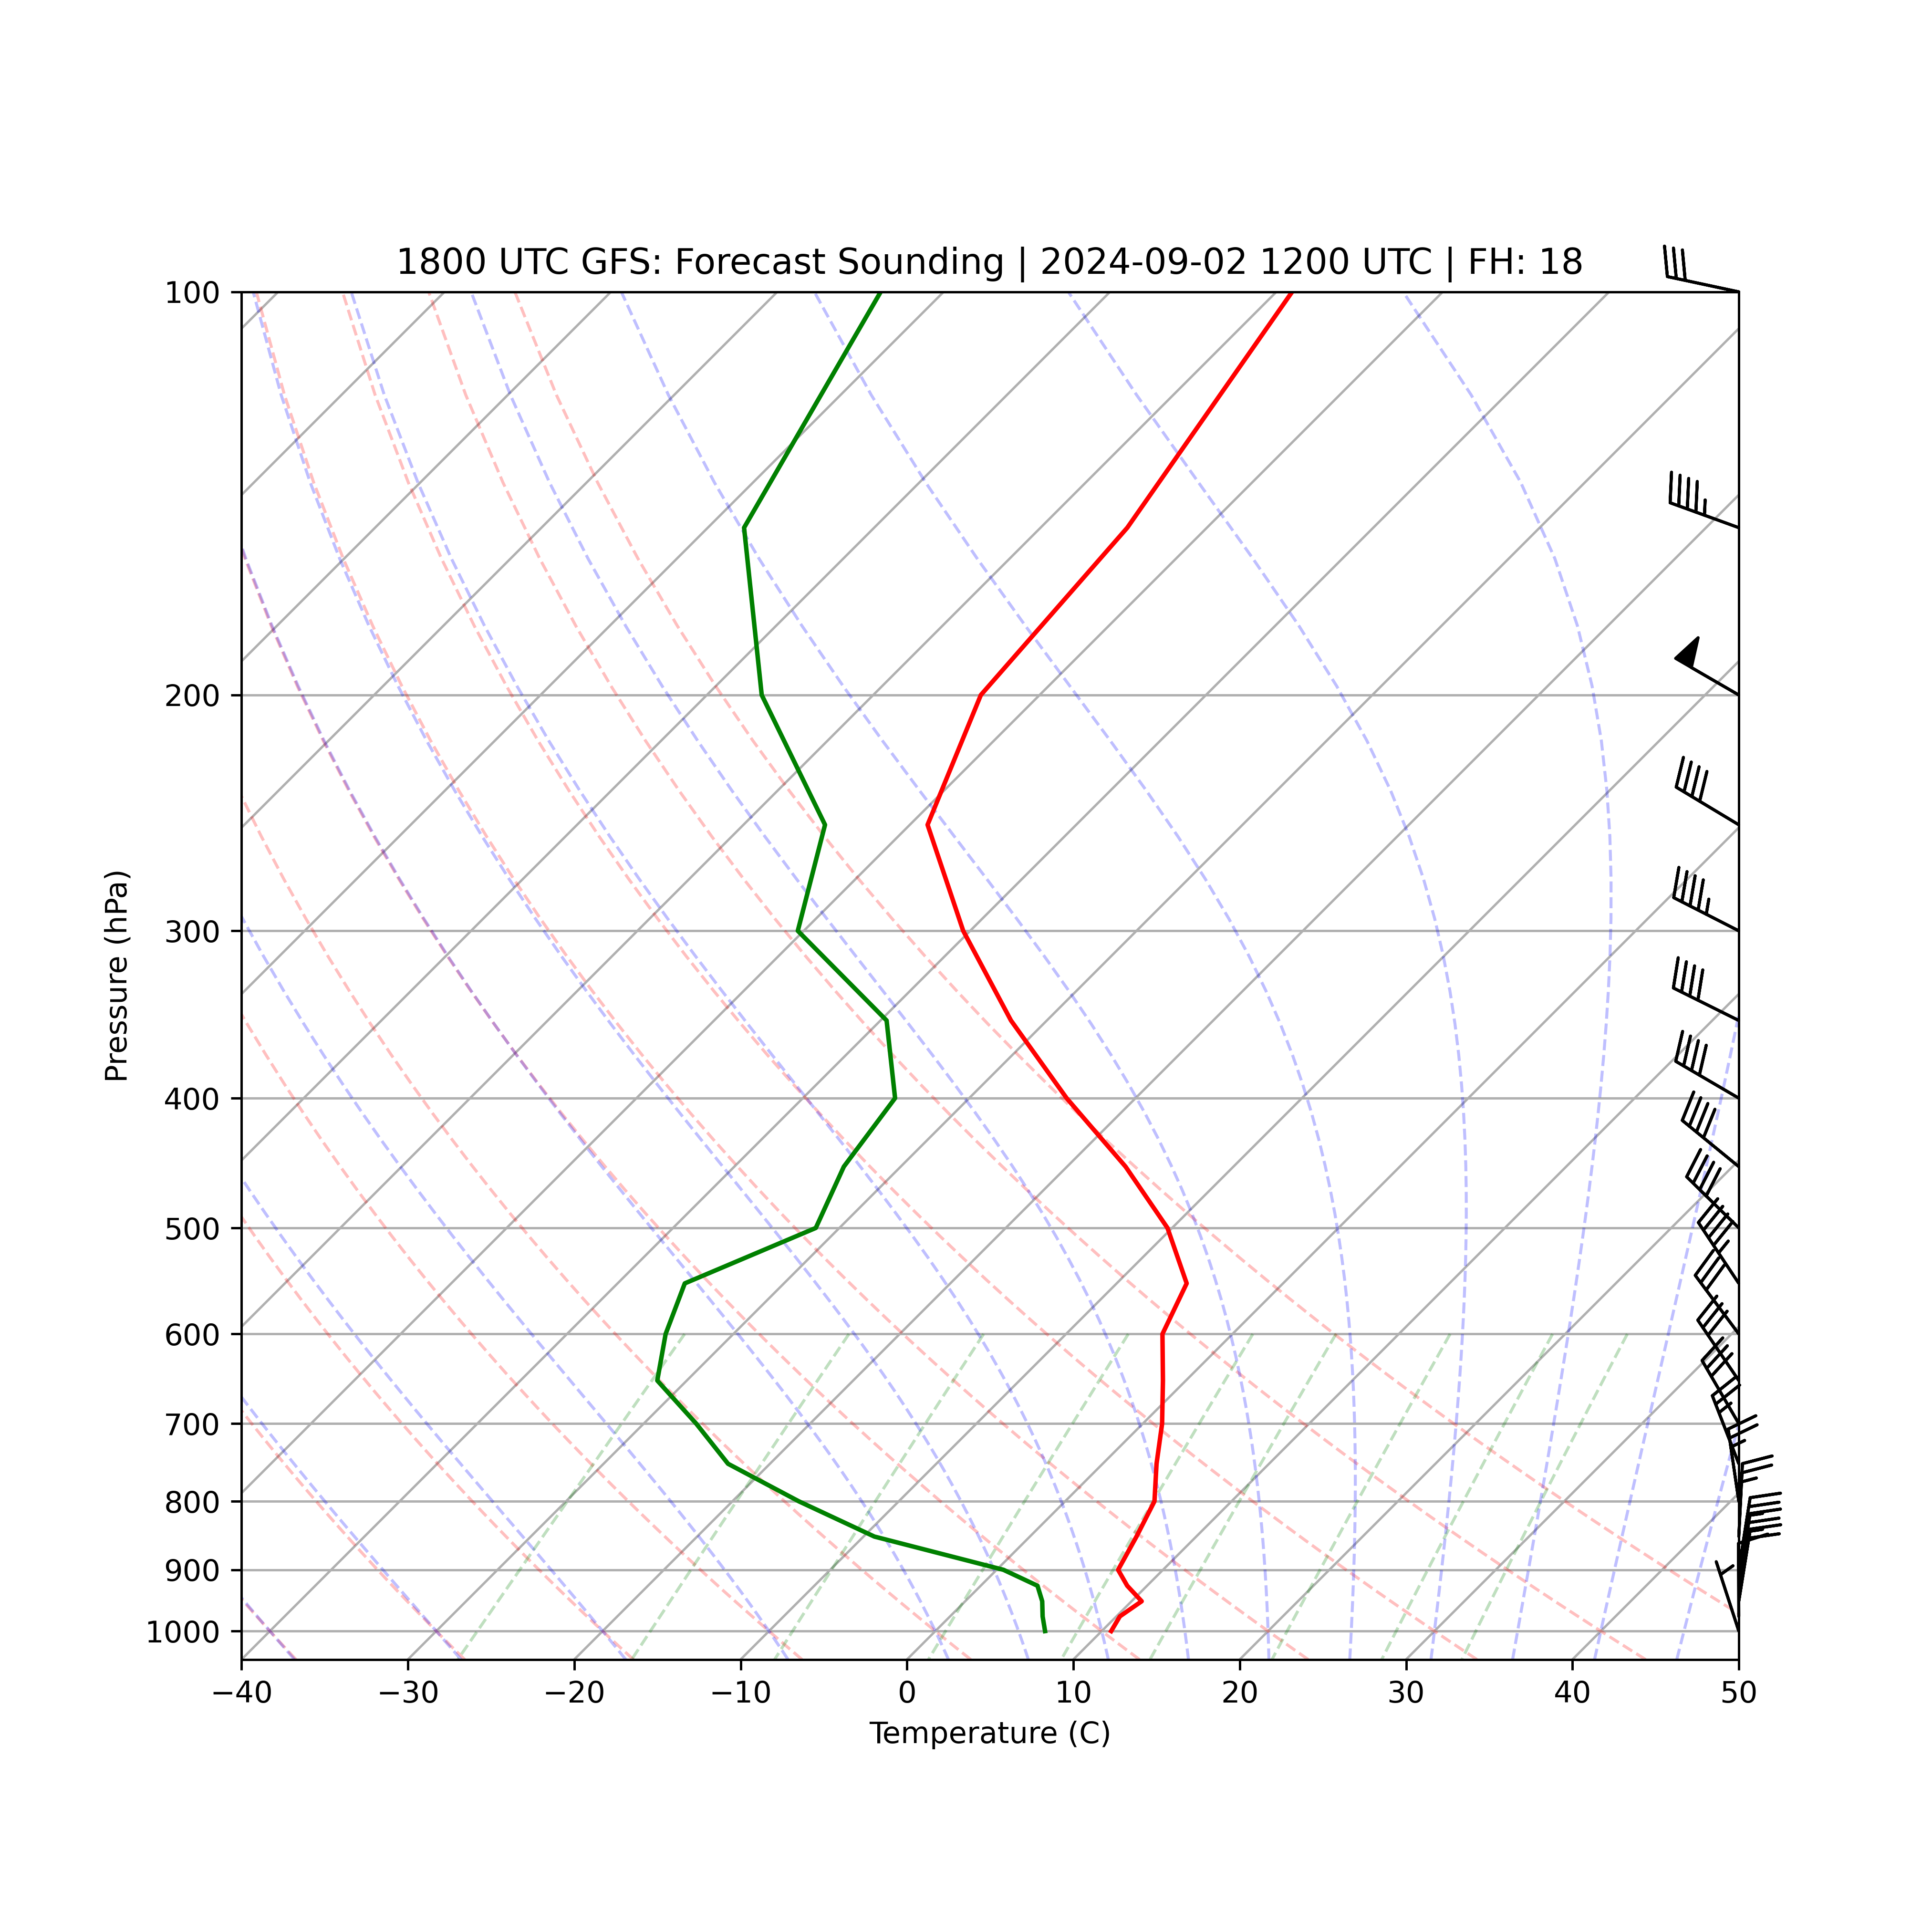 1800 UTC GFS: Forecast Sounding | 2024-09-02 1200 UTC | FH: 18
100
200
300
400
500
600
700
800
900
1000
Pressure (hPa)
−40 −30 −20 −10 0 10 20 30 40 50
Temperature (C)